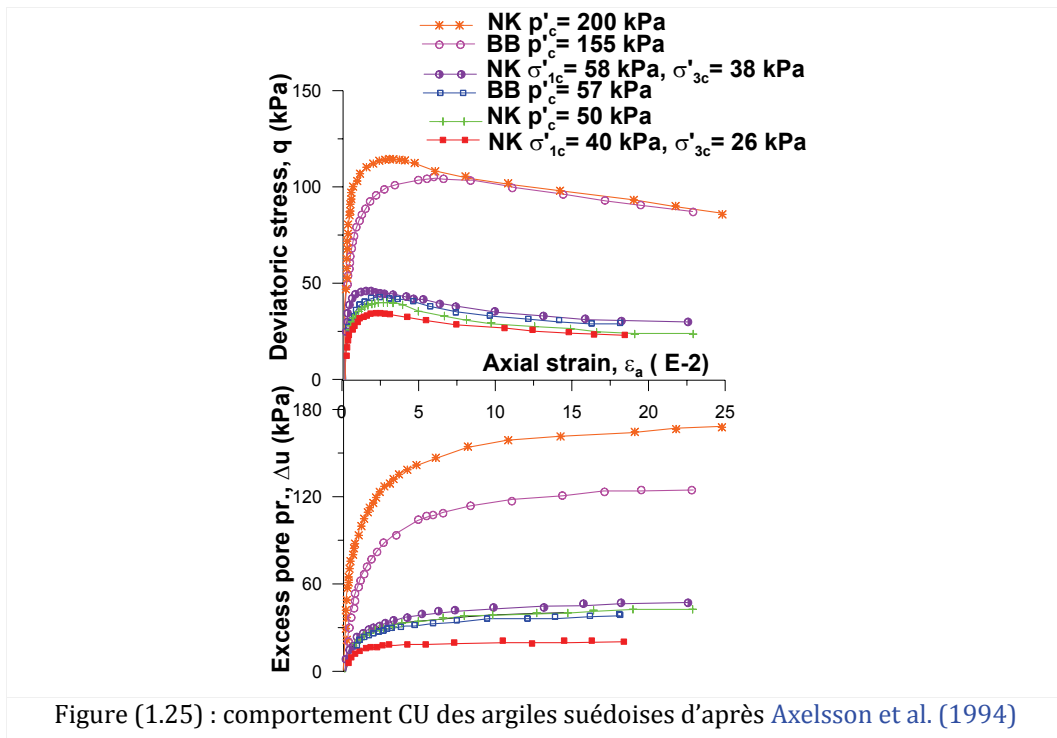 NK p'c= 200 kPa
BB p'c= 155 kPa
NK σ'1c= 58 kPa, σ'3c= 38 kPa
BB p'c= 57 kPa
NK p'c= 50 kPa
NK σ'1c= 40 kPa, σ'3c= 26 kPa
Deviatoric stress, q (kPa)
150
100
50
0
Axial strain, εa ( E-2)
0 5 10 15 20 25
Excess pore pr., Δu (kPa)
180
120
60
0
Figure (1.25) : comportement CU des argiles suédoises d’après Axelsson et al. (1994)